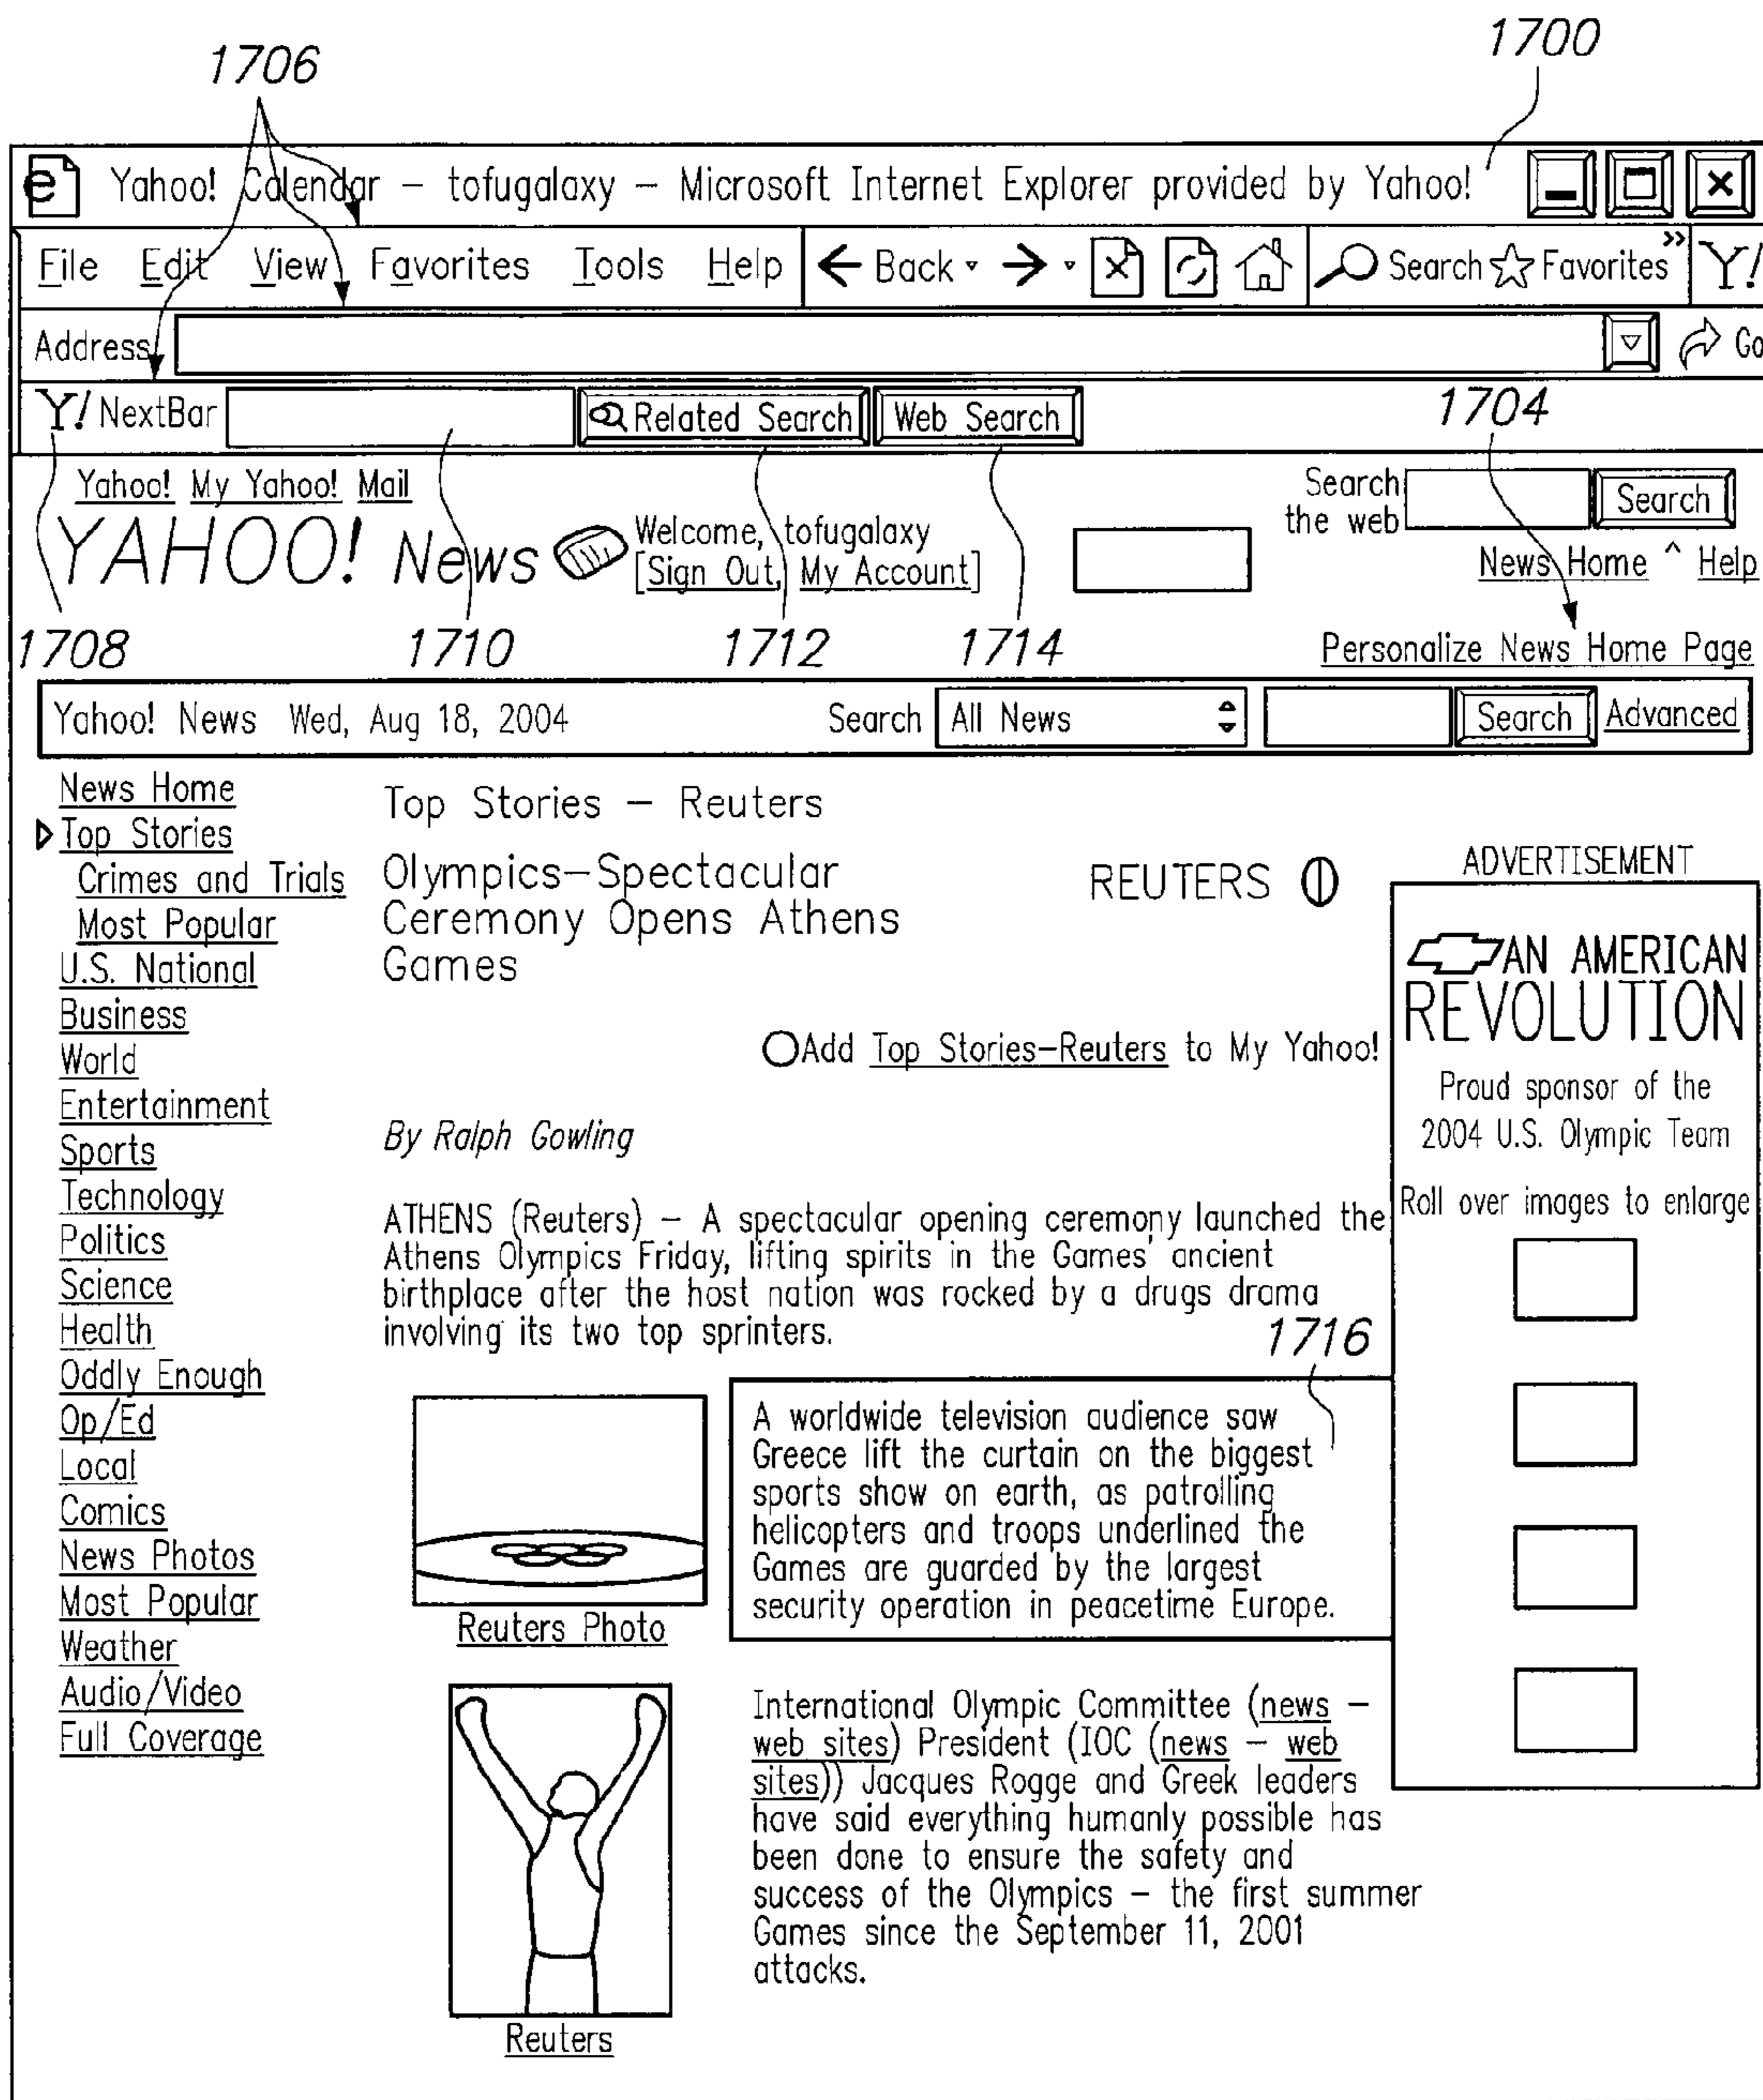 1706
1700
Yahoo! Calendar – tofugalaxy – Microsoft Internet Explorer provided by Yahoo!
File Edit View Favorites Tools Help Back Search Favorites » Y!
Address Go
Y! NextBar Related Search Web Search
1704
Yahoo! My Yahoo! Mail
Search the web Search
YAHOO! News
Welcome, tofugalaxy
[Sign Out, My Account]
News Home ^ Help
1708 1710 1712 1714
Personalize News Home Page
Yahoo! News Wed, Aug 18, 2004 Search All News Search Advanced
News Home
Top Stories
Crimes and Trials
Most Popular
U.S. National
Business
World
Entertainment
Sports
Technology
Politics
Science
Health
Oddly Enough
Op/Ed
Local
Comics
News Photos
Most Popular
Weather
Audio/Video
Full Coverage
Top Stories – Reuters
Olympics–Spectacular
Ceremony Opens Athens
Games
REUTERS
Add Top Stories–Reuters to My Yahoo!
By Ralph Gowling
ATHENS (Reuters) – A spectacular opening ceremony launched the
Athens Olympics Friday, lifting spirits in the Games' ancient
birthplace after the host nation was rocked by a drugs drama
involving its two top sprinters.
1716
A worldwide television audience saw
Greece lift the curtain on the biggest
sports show on earth, as patrolling
helicopters and troops underlined the
Games are guarded by the largest
security operation in peacetime Europe.
Reuters Photo
International Olympic Committee (news –
web sites) President (IOC (news – web
sites)) Jacques Rogge and Greek leaders
have said everything humanly possible has
been done to ensure the safety and
success of the Olympics – the first summer
Games since the September 11, 2001
attacks.
Reuters
ADVERTISEMENT
AN AMERICAN
REVOLUTION
Proud sponsor of the
2004 U.S. Olympic Team
Roll over images to enlarge